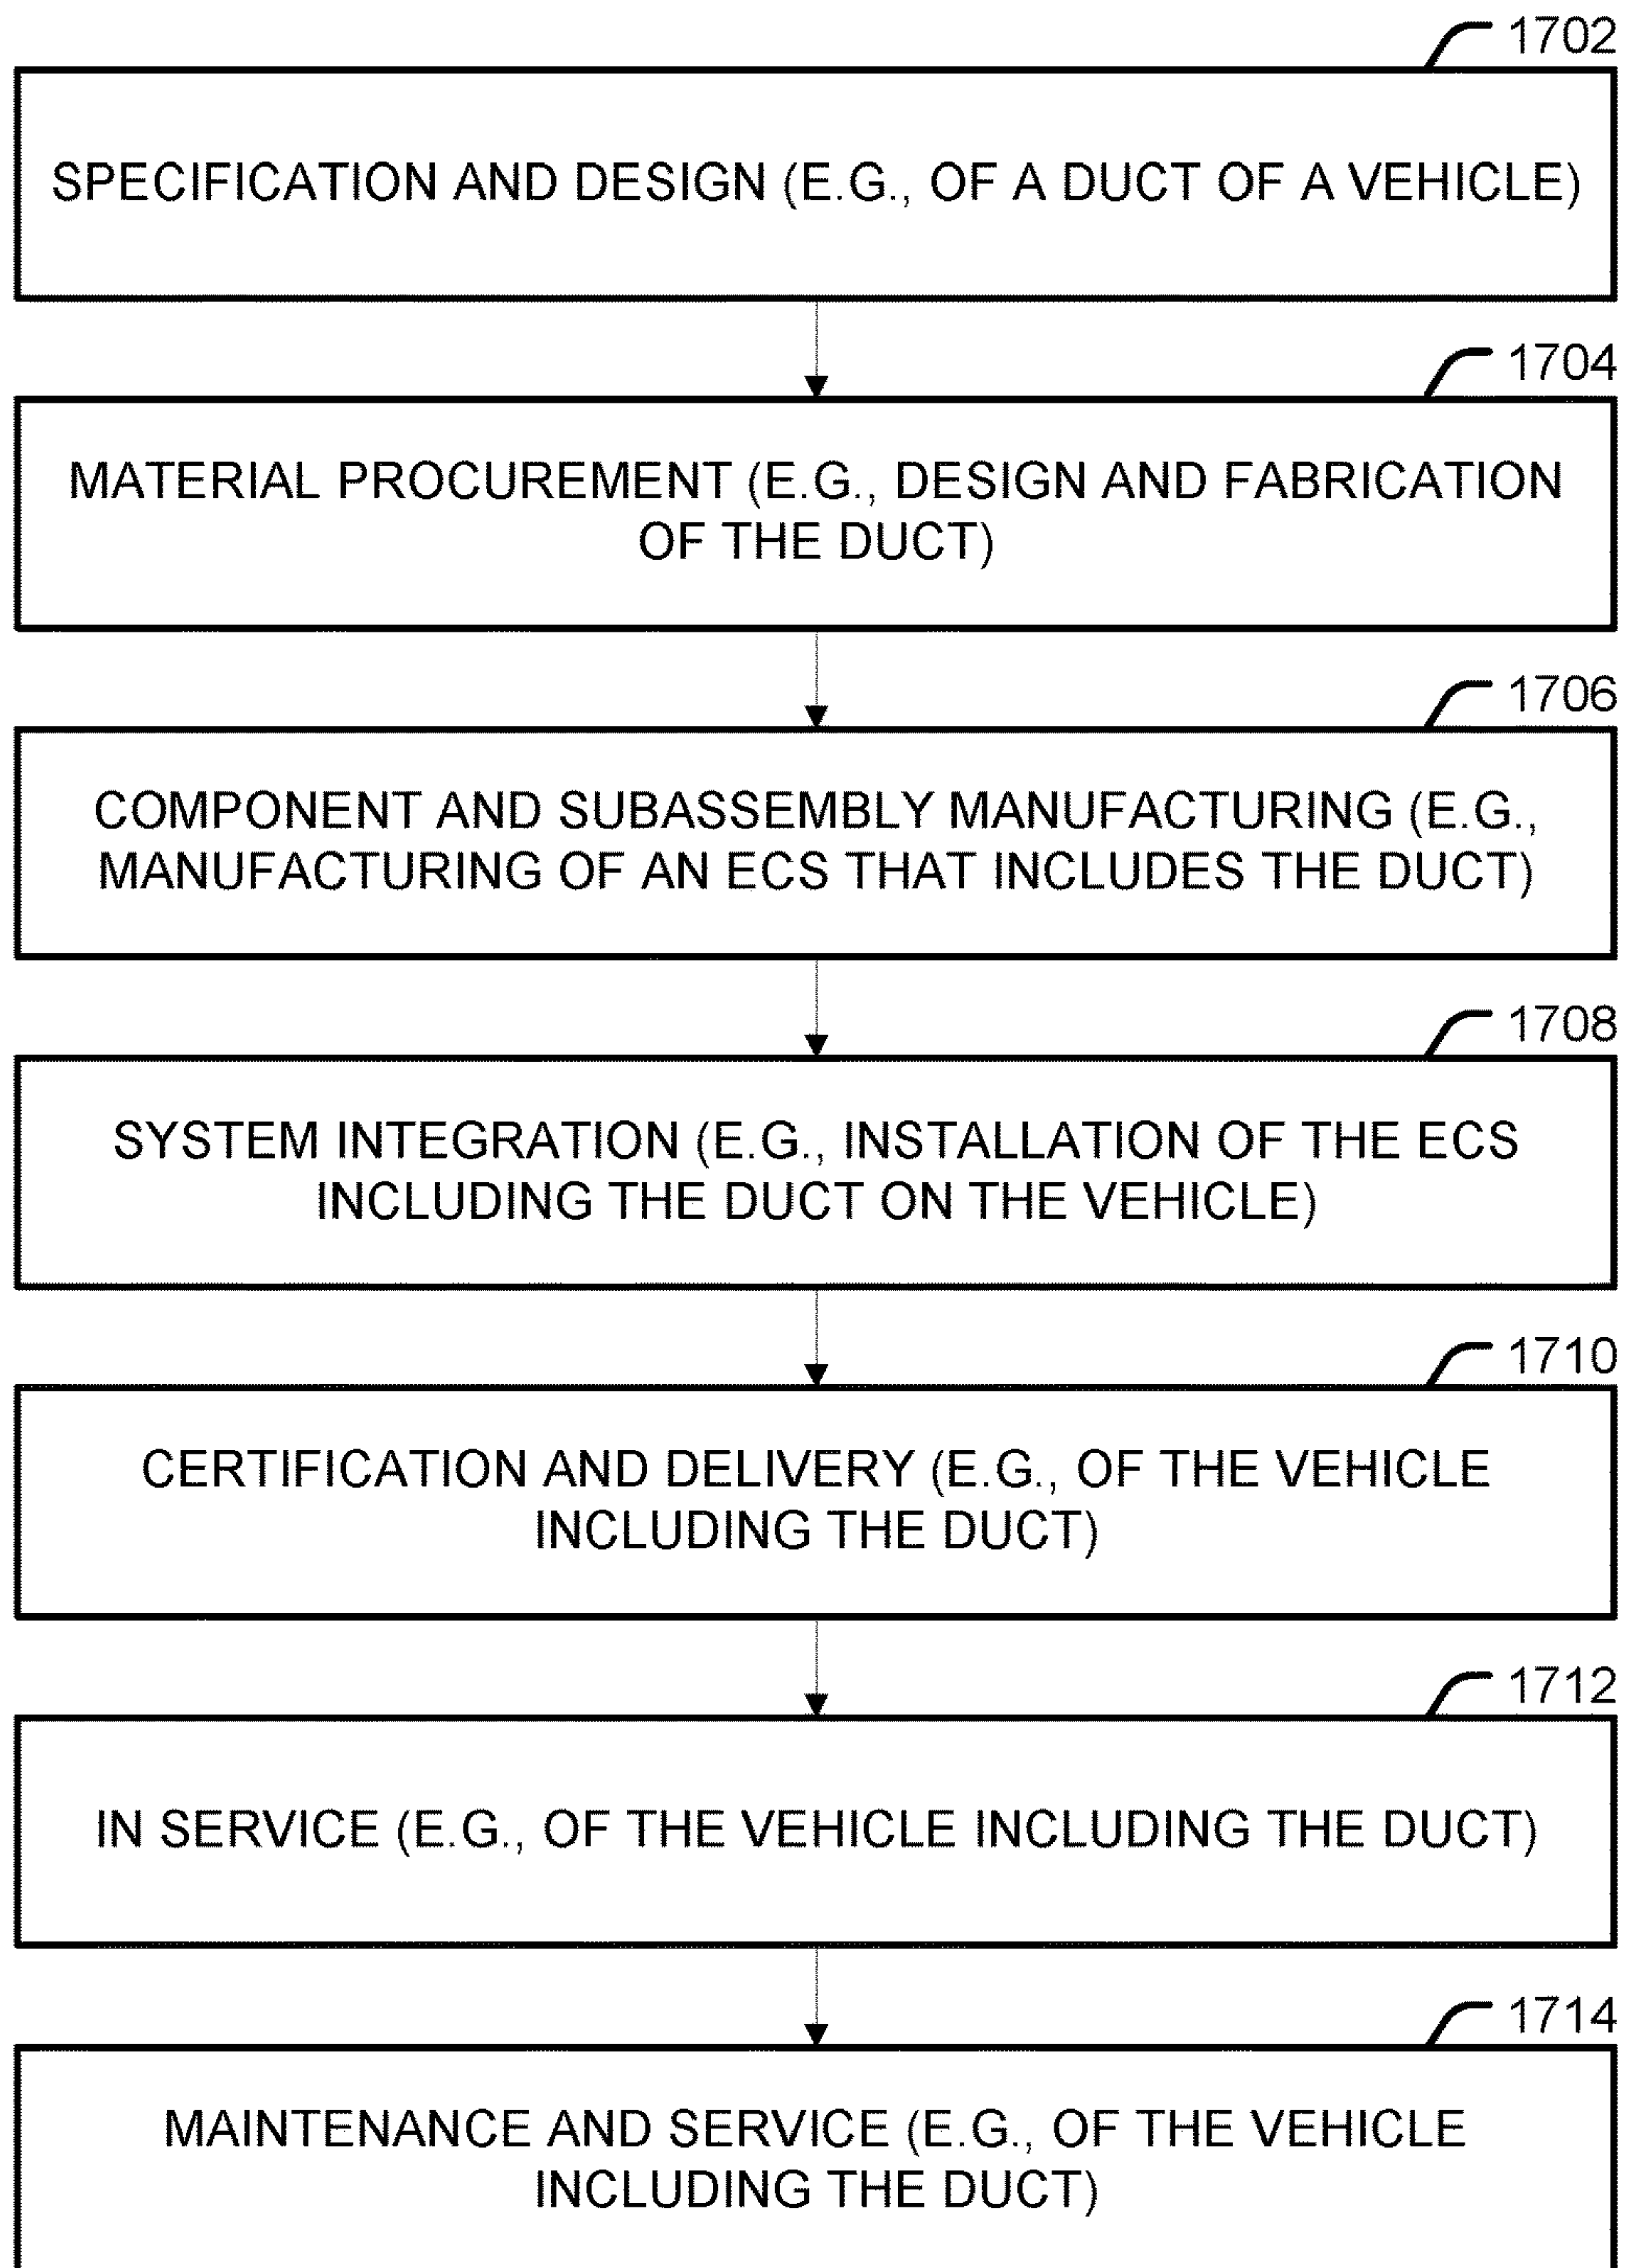 1702
SPECIFICATION AND DESIGN (E.G., OF A DUCT OF A VEHICLE)
1704
MATERIAL PROCUREMENT (E.G., DESIGN AND FABRICATION
OF THE DUCT)
1706
COMPONENT AND SUBASSEMBLY MANUFACTURING (E.G.,
MANUFACTURING OF AN ECS THAT INCLUDES THE DUCT)
1708
SYSTEM INTEGRATION (E.G., INSTALLATION OF THE ECS
INCLUDING THE DUCT ON THE VEHICLE)
1710
CERTIFICATION AND DELIVERY (E.G., OF THE VEHICLE
INCLUDING THE DUCT)
1712
IN SERVICE (E.G., OF THE VEHICLE INCLUDING THE DUCT)
1714
MAINTENANCE AND SERVICE (E.G., OF THE VEHICLE
INCLUDING THE DUCT)